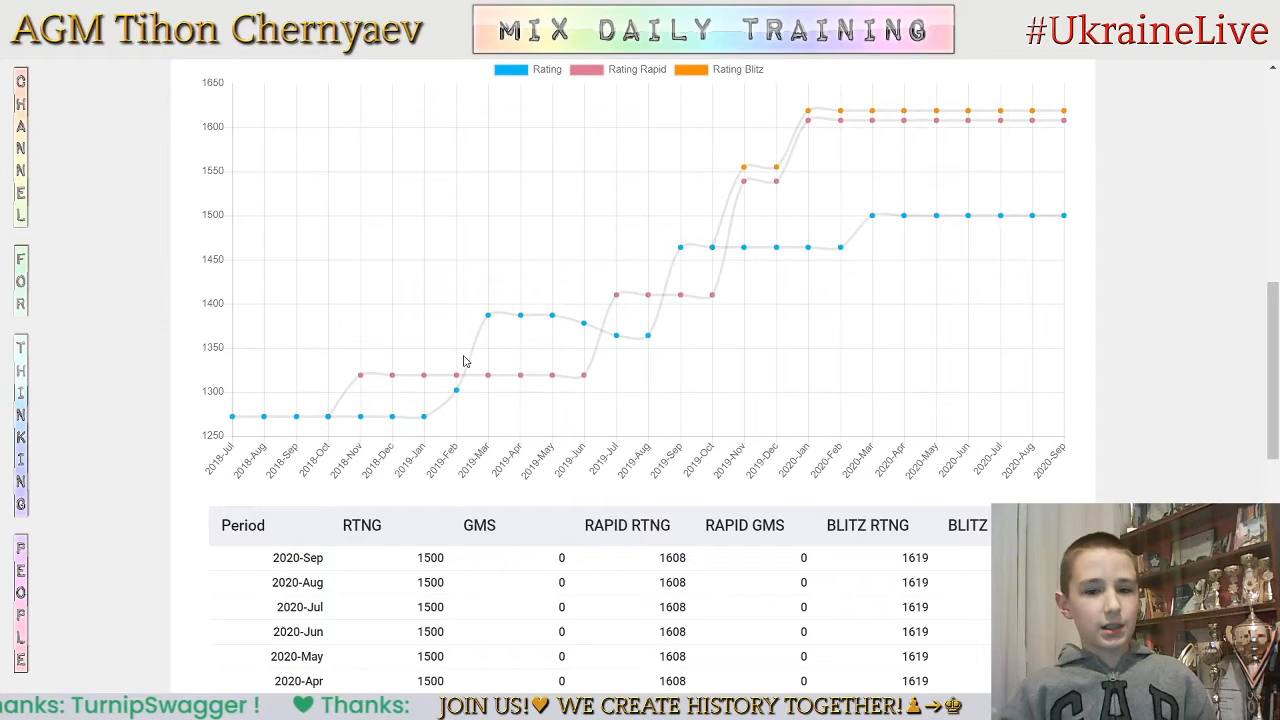 AGM Tihon Chernyaev
MIX DAILY TRAINING
#UkraineLive
CHANNEL
FOR
THINKING
PEOPLE
Rating
Rating Rapid
Rating Blitz
1650
1600
1550
1500
1450
1400
1350
1300
1250
2018-Jul
2018-Aug
2018-Sep
2018-Oct
2018-Nov
2018-Dec
2019-Jan
2019-Feb
2019-Mar
2019-Apr
2019-May
2019-Jun
2019-Jul
2019-Aug
2019-Sep
2019-Oct
2019-Nov
2019-Dec
2020-Jan
2020-Feb
2020-Mar
2020-Apr
2020-May
2020-Jun
2020-Jul
2020-Aug
2020-Sep
Period RTNG GMS RAPID RTNG RAPID GMS BLITZ RTNG BLITZ
2020-Sep 1500 0 1608 0 1619
2020-Aug 1500 0 1608 0 1619
2020-Jul 1500 0 1608 0 1619
2020-Jun 1500 0 1608 0 1619
2020-May 1500 0 1608 0 1619
2020-Apr 1500 0 1608 0 1619
GAP
hanks: TurnipSwagger ! 💚 Thanks:
JOIN US!🧡 WE CREATE HISTORY TOGETHER!♟→♚